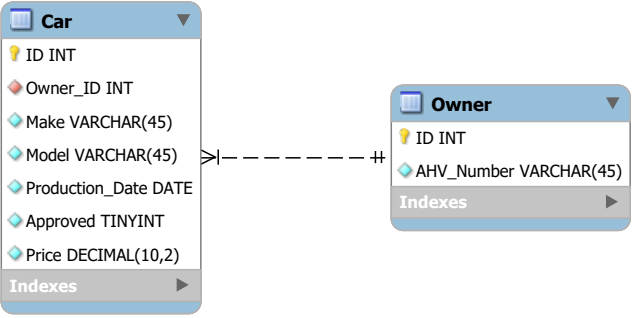 Car
ID INT
Owner_ID INT
Make VARCHAR(45)
Model VARCHAR(45)
Production_Date DATE
Approved TINYINT
Price DECIMAL(10,2)
Indexes
Owner
ID INT
AHV_Number VARCHAR(45)
Indexes